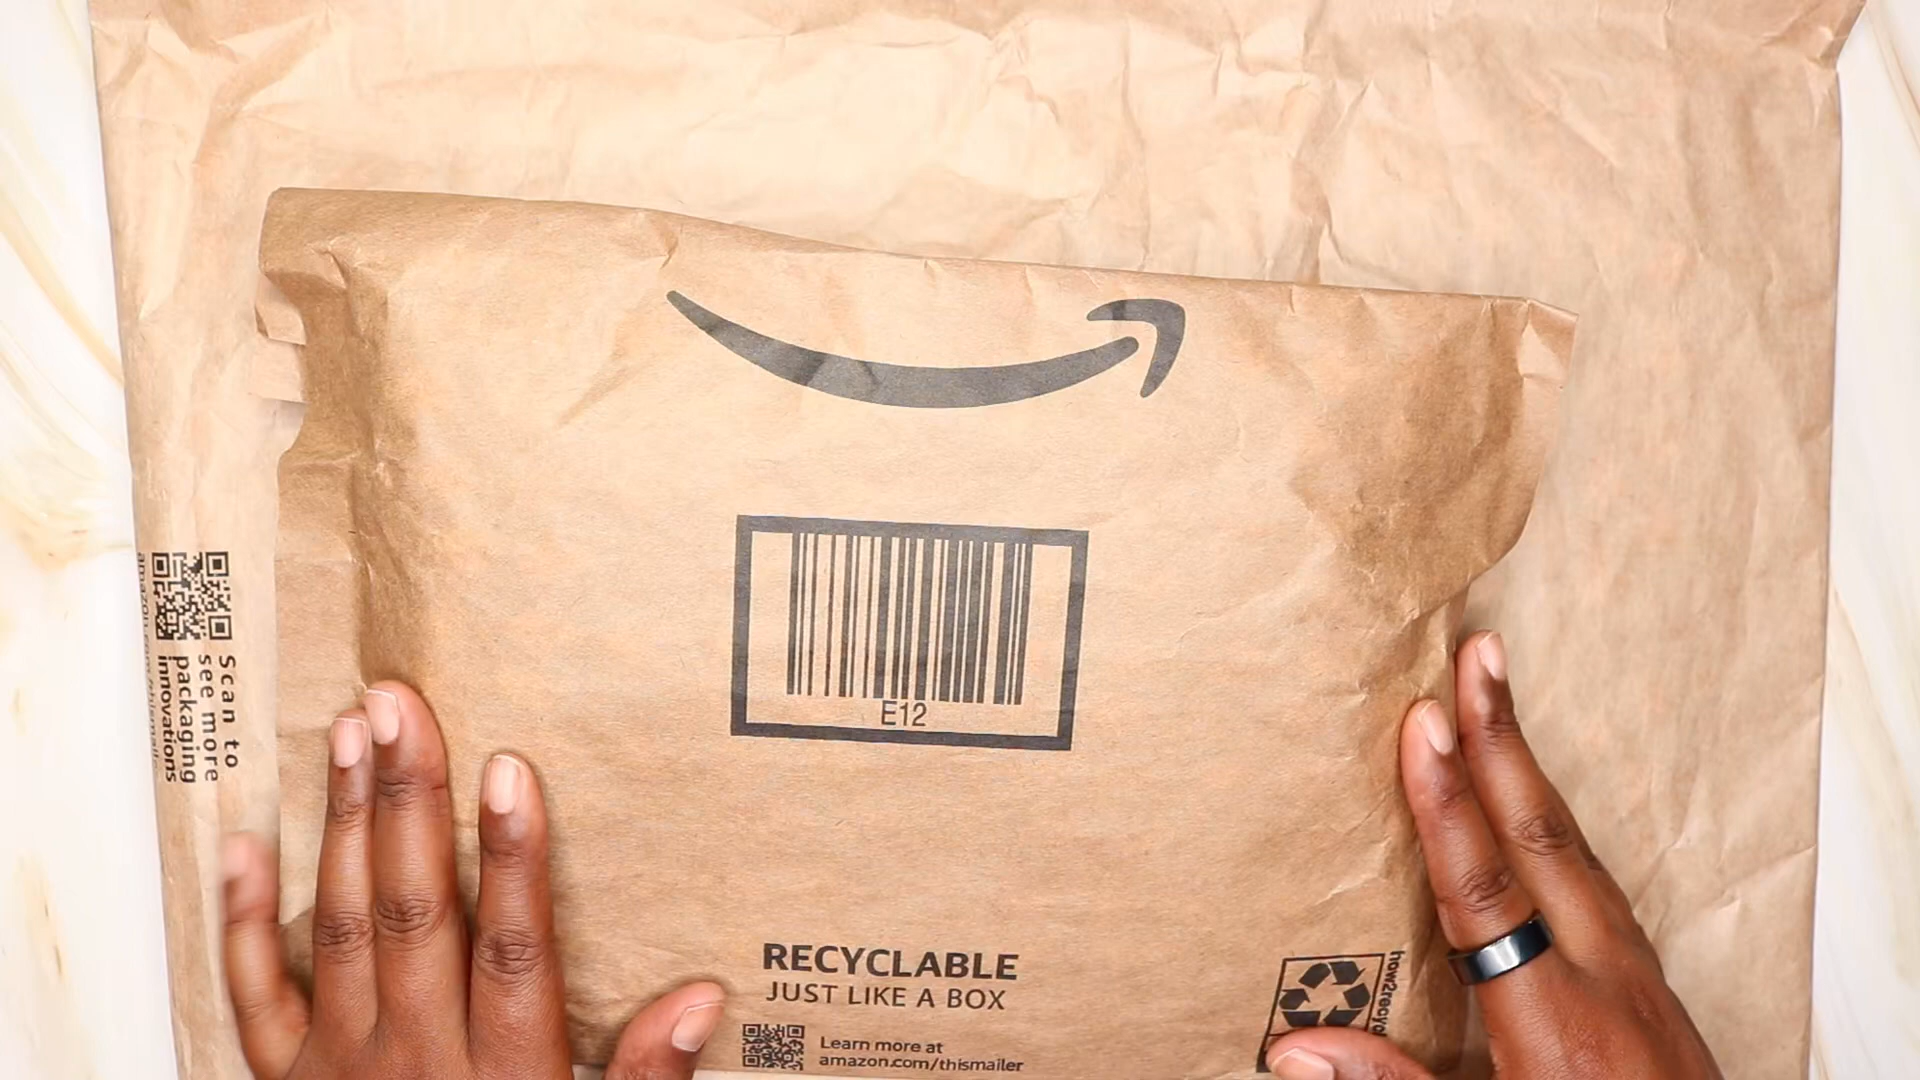 E12
RECYCLABLE
JUST LIKE A BOX
Learn more at
amazon.com/thismailer
Scan to
see more
packaging
innovations